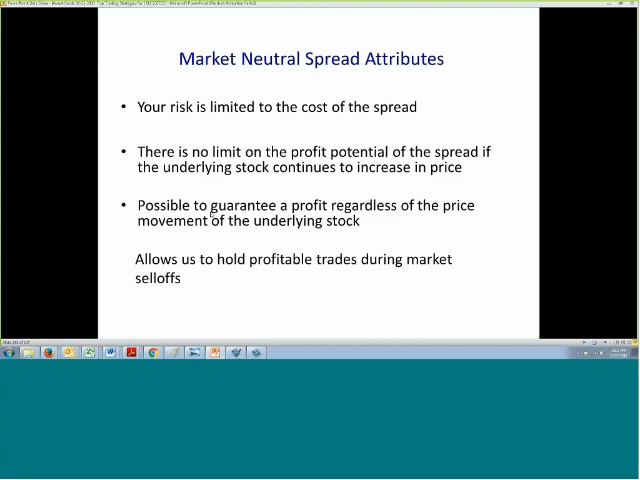 Market Neutral Spread Attributes
• Your risk is limited to the cost of the spread
• There is no limit on the profit potential of the spread if
the underlying stock continues to increase in price
• Possible to guarantee a profit regardless of the price
movement of the underlying stock
Allows us to hold profitable trades during market
selloffs